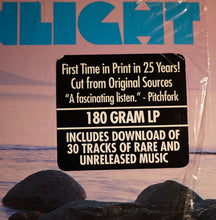 NLIGHT
First Time in Print in 25 Years!
Cut from Original Sources
"A fascinating listen." - Pitchfork
180 GRAM LP
INCLUDES DOWNLOAD OF
30 TRACKS OF RARE AND
UNRELEASED MUSIC